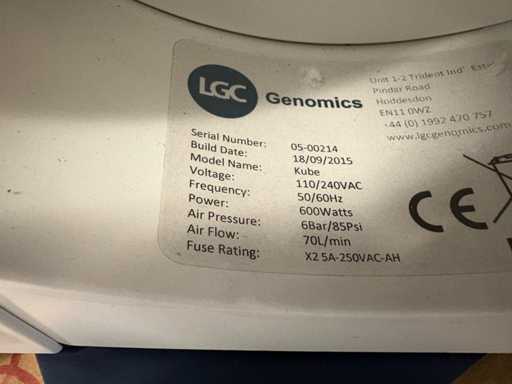 LGC Genomics
Unit 1-2 Trident Ind'
Pindar Road
Hoddesdon
EN11 0WZ
+44 (0) 1992 470 757
www.lgcgenomics.com
Serial Number: 05-00214
Build Date: 18/09/2015
Model Name: Kube
Voltage: 110/240VAC
Frequency: 50/60Hz
Power: 600Watts
Air Pressure: 6Bar/85Psi
Air Flow: 70L/min
Fuse Rating: X2 5A-250VAC-AH
CE